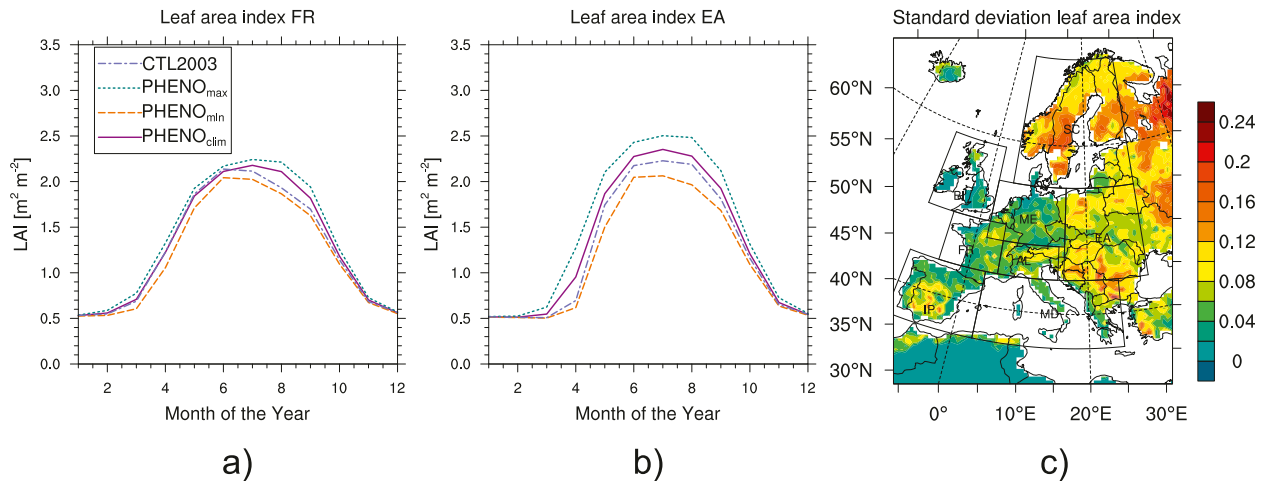 Leaf area index FR
LAI [m² m⁻²]
3.5
3.0
2.5
2.0
1.5
1.0
0.5
0.0
CTL2003
PHENOmax
PHENOmIn
PHENOclim
2 4 6 8 10 12
Month of the Year
a)
Leaf area index EA
LAI [m² m⁻²]
3.5
3.0
2.5
2.0
1.5
1.0
0.5
0.0
2 4 6 8 10 12
Month of the Year
b)
Standard deviation leaf area index
60°N
55°N
50°N
45°N
40°N
35°N
30°N
SC
BI
ME
EA
FR
AL
IP
MD
0° 10°E 20°E 30°E
0.24
0.2
0.16
0.12
0.08
0.04
0
c)